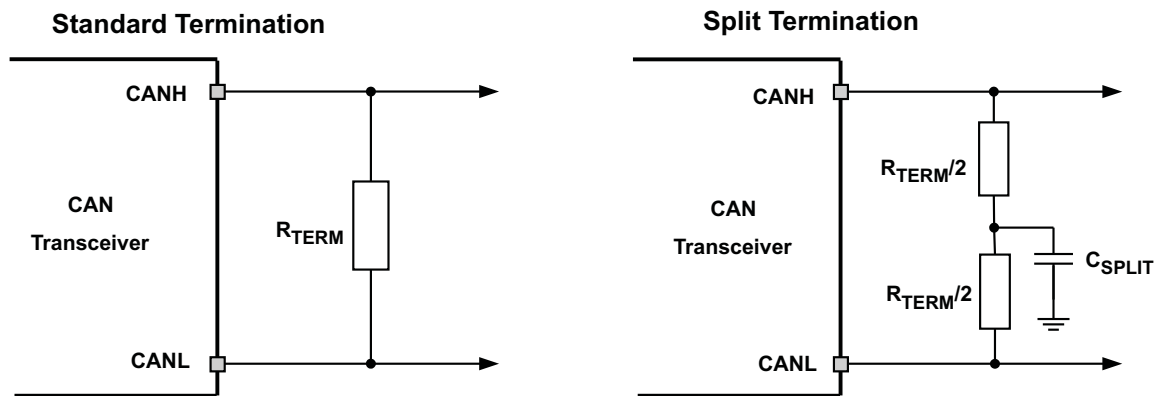 Standard Termination
CANH
CAN
Transceiver
RTERM
CANL
Split Termination
CANH
RTERM/2
CAN
Transceiver
CSPLIT
RTERM/2
CANL